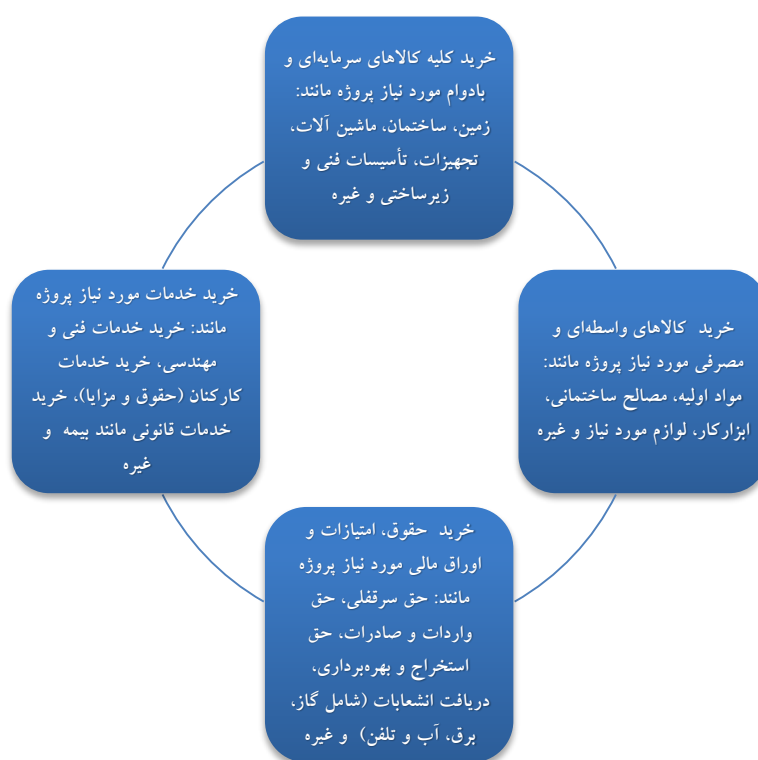 خرید کلیه کالاهای سرمایه‌ای و
بادوام مورد نیاز پروژه مانند:
زمین، ساختمان، ماشین آلات،
تجهیزات، تأسیسات فنی و
زیرساختی و غیره
خرید کالاهای واسطه‌ای و
مصرفی مورد نیاز پروژه مانند:
مواد اولیه، مصالح ساختمانی،
ابزارکار، لوازم مورد نیاز و غیره
خرید حقوق، امتیازات و
اوراق مالی مورد نیاز پروژه
مانند: حق سرقفلی، حق
واردات و صادرات، حق
استخراج و بهره‌برداری،
دریافت انشعابات (شامل گاز،
برق، آب و تلفن) و غیره
خرید خدمات مورد نیاز پروژه
مانند: خرید خدمات فنی و
مهندسی، خرید خدمات
کارکنان (حقوق و مزایا)، خرید
خدمات قانونی مانند بیمه و
غیره